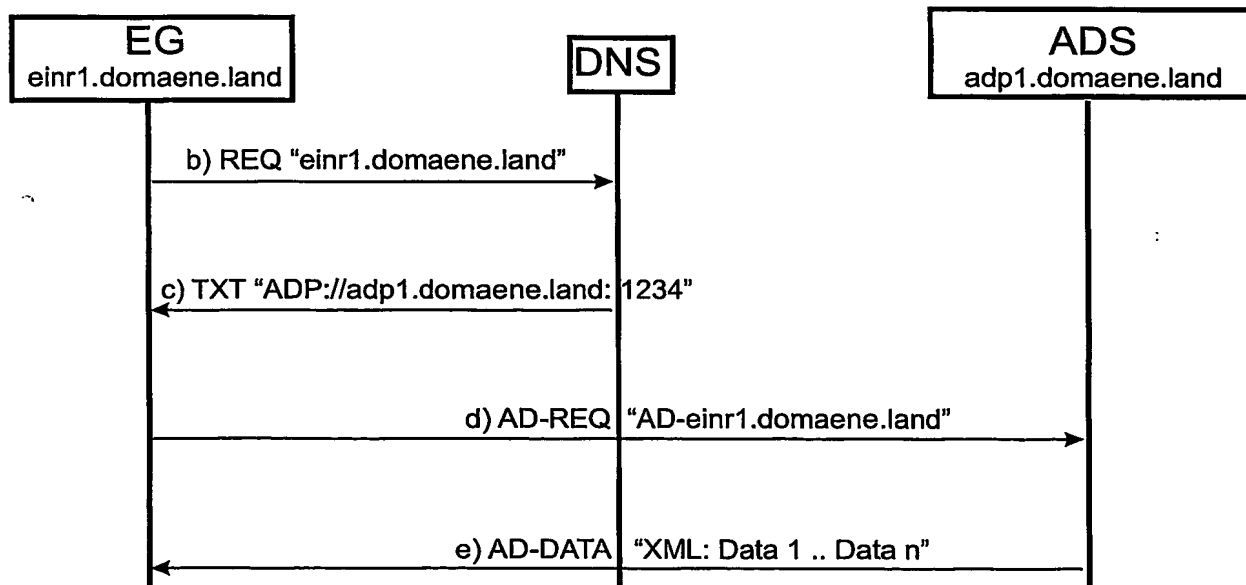 EG
einr1.domaene.land
DNS
ADS
adp1.domaene.land
b) REQ “einr1.domaene.land”
c) TXT “ADP://adp1.domaene.land: 1234”
d) AD-REQ “AD-einr1.domaene.land”
e) AD-DATA “XML: Data 1 .. Data n”